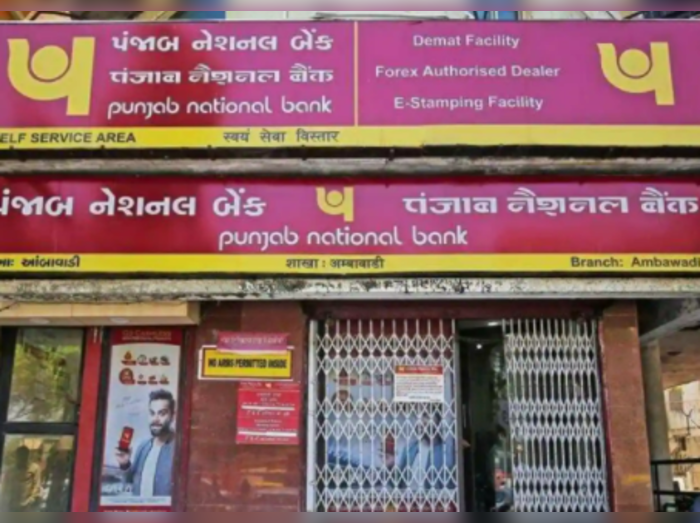 પંજાબ નેશનલ બેંક
पंजाब नैशनल बैंक
punjab national bank
Demat Facility
Forex Authorised Dealer
E-Stamping Facility
ELF SERVICE AREA स्वयं सेवा विस्तार
પંજાબ નેશનલ બેંક
पंजाब नैशनल बैंक
punjab national bank
ખાઃ આંબાવાડી शाखा : अम्बावाडी Branch: Ambawadi
NO ARMS PERMITTED INSIDE